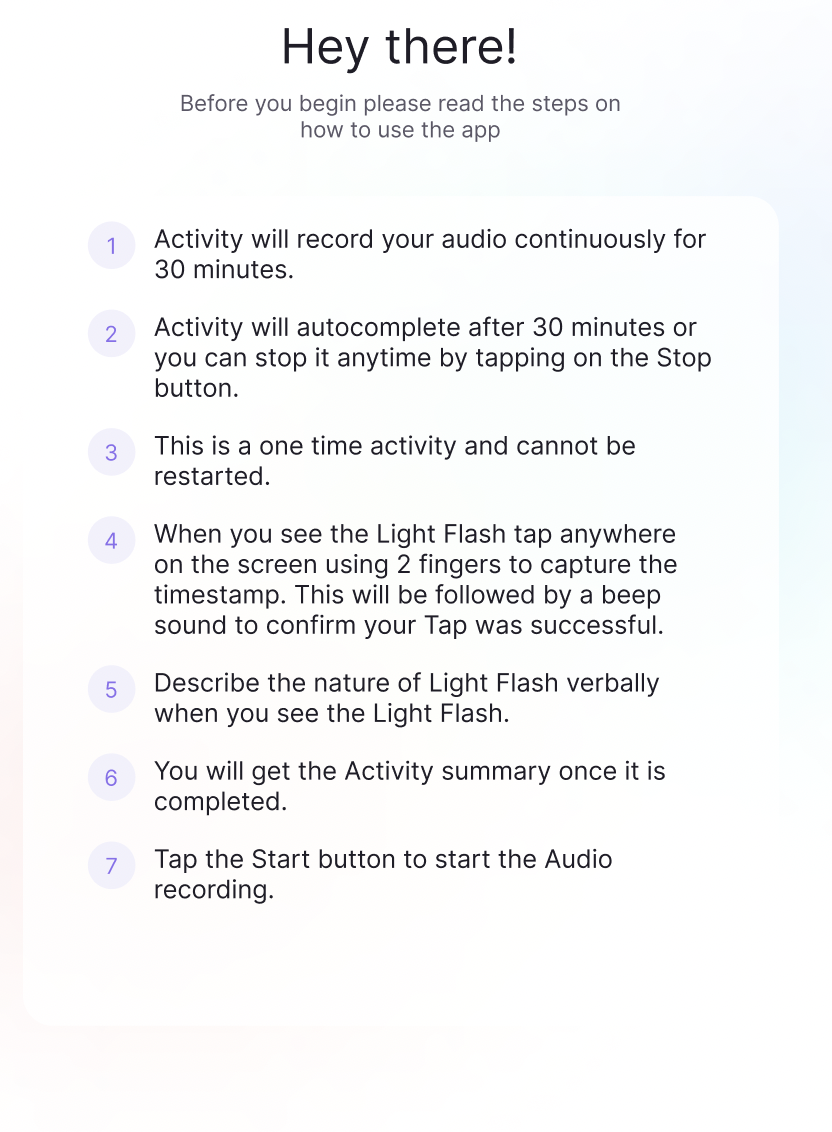 Hey there!
Before you begin please read the steps on
how to use the app
1 Activity will record your audio continuously for
30 minutes.
2 Activity will autocomplete after 30 minutes or
you can stop it anytime by tapping on the Stop
button.
3 This is a one time activity and cannot be
restarted.
4 When you see the Light Flash tap anywhere
on the screen using 2 fingers to capture the
timestamp. This will be followed by a beep
sound to confirm your Tap was successful.
5 Describe the nature of Light Flash verbally
when you see the Light Flash.
6 You will get the Activity summary once it is
completed.
7 Tap the Start button to start the Audio
recording.